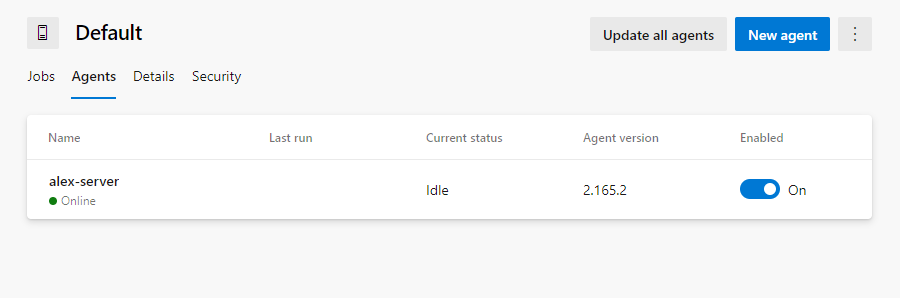 Default
Update all agents
New agent
Jobs Agents Details Security
Name Last run Current status Agent version Enabled
alex-server
Online
Idle
2.165.2
On